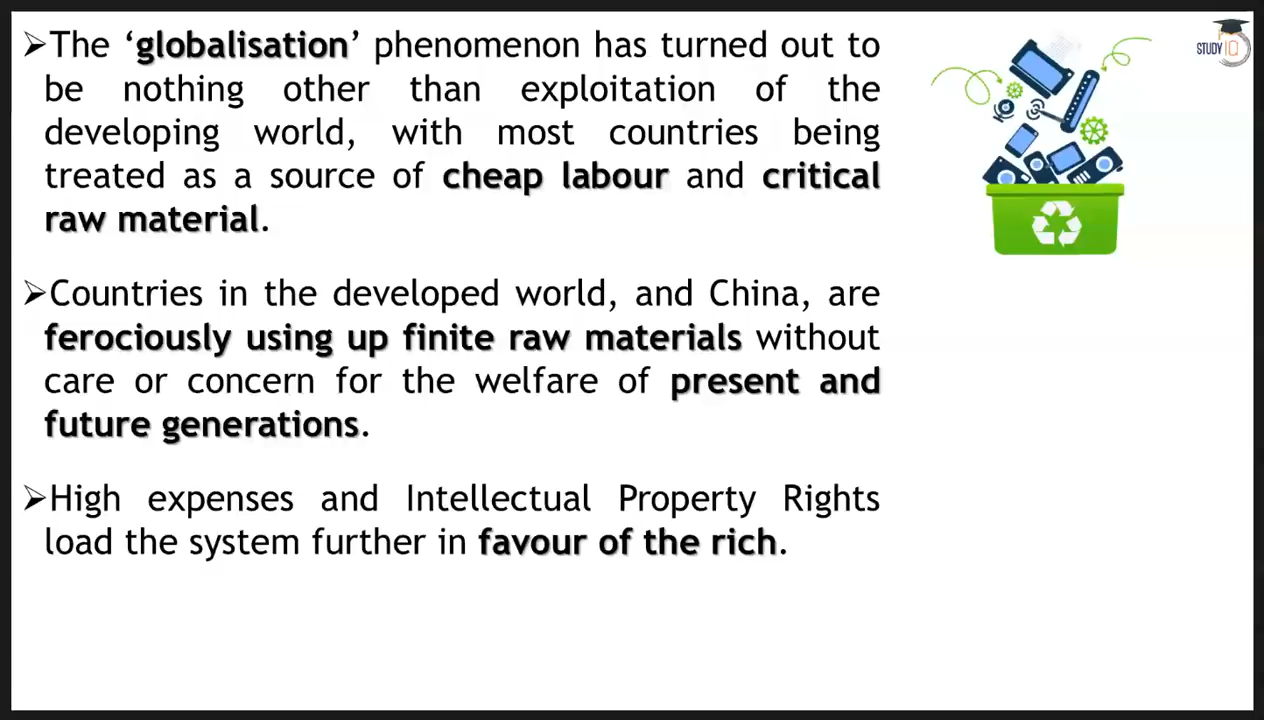 ➢The ‘globalisation’ phenomenon has turned out to
be nothing other than exploitation of the
developing world, with most countries being
treated as a source of cheap labour and critical
raw material.
➢Countries in the developed world, and China, are
ferociously using up finite raw materials without
care or concern for the welfare of present and
future generations.
➢High expenses and Intellectual Property Rights
load the system further in favour of the rich.
STUDY IQ